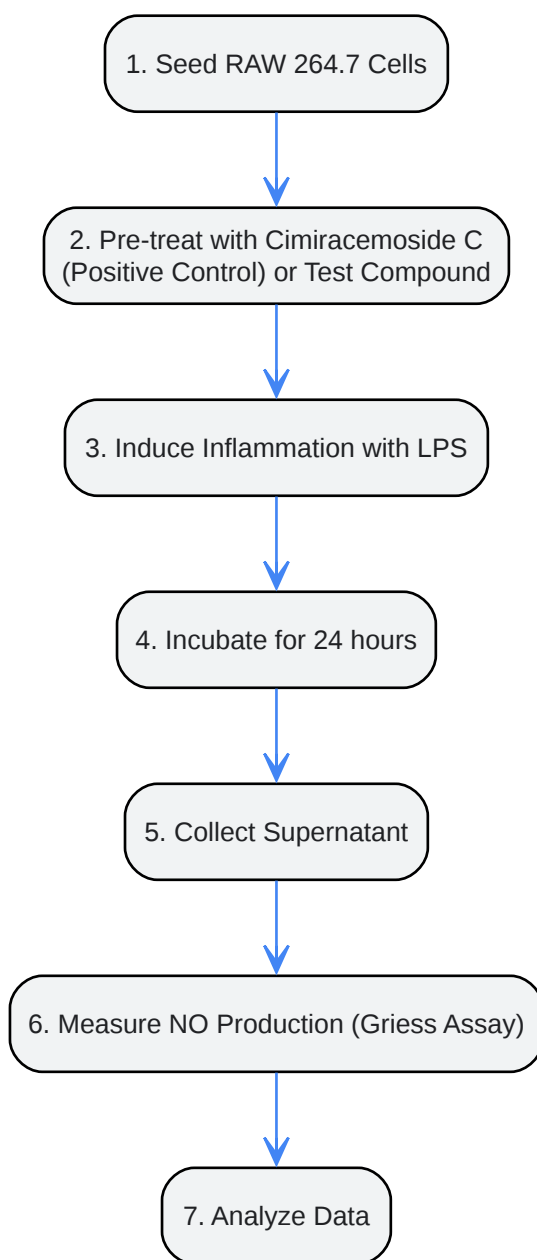 1. Seed RAW 264.7 Cells
2. Pre-treat with Cimiracemoside C
(Positive Control) or Test Compound
3. Induce Inflammation with LPS
4. Incubate for 24 hours
5. Collect Supernatant
6. Measure NO Production (Griess Assay)
7. Analyze Data